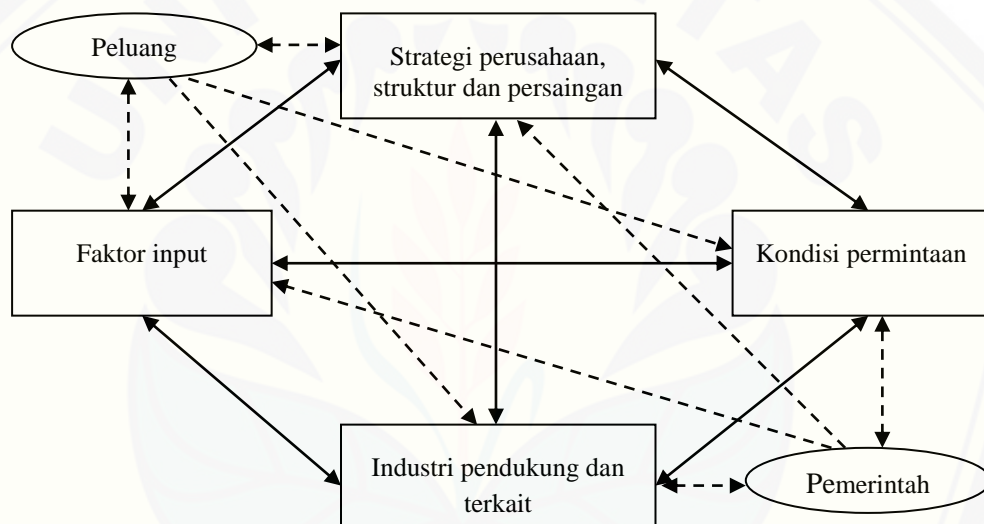 Peluang
Strategi perusahaan,
struktur dan persaingan
Faktor input
Kondisi permintaan
Industri pendukung dan
terkait
Pemerintah